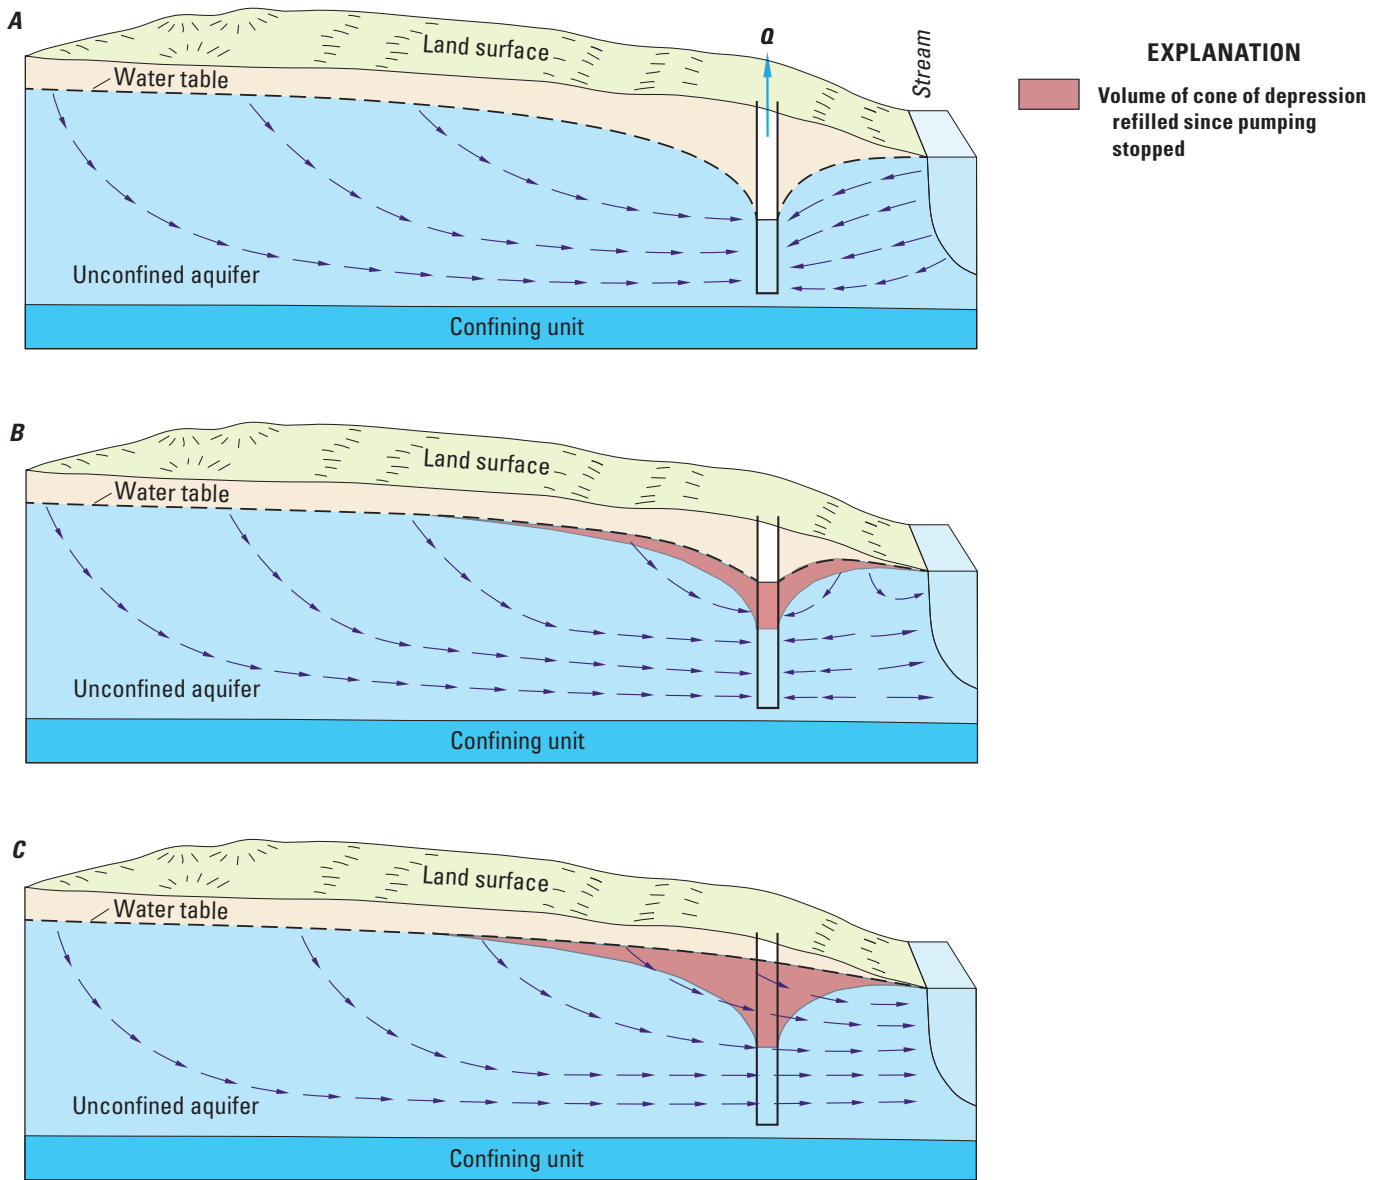 A
Land surface
Water table
Q
Stream
Unconfined aquifer
Confining unit
EXPLANATION
Volume of cone of depression
refilled since pumping
stopped
B
Land surface
Water table
Unconfined aquifer
Confining unit
C
Land surface
Water table
Unconfined aquifer
Confining unit